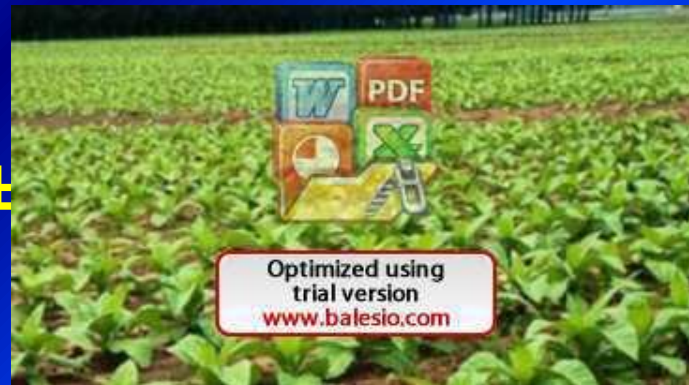 W
PDF
X
Optimized using
trial version
www.balesio.com